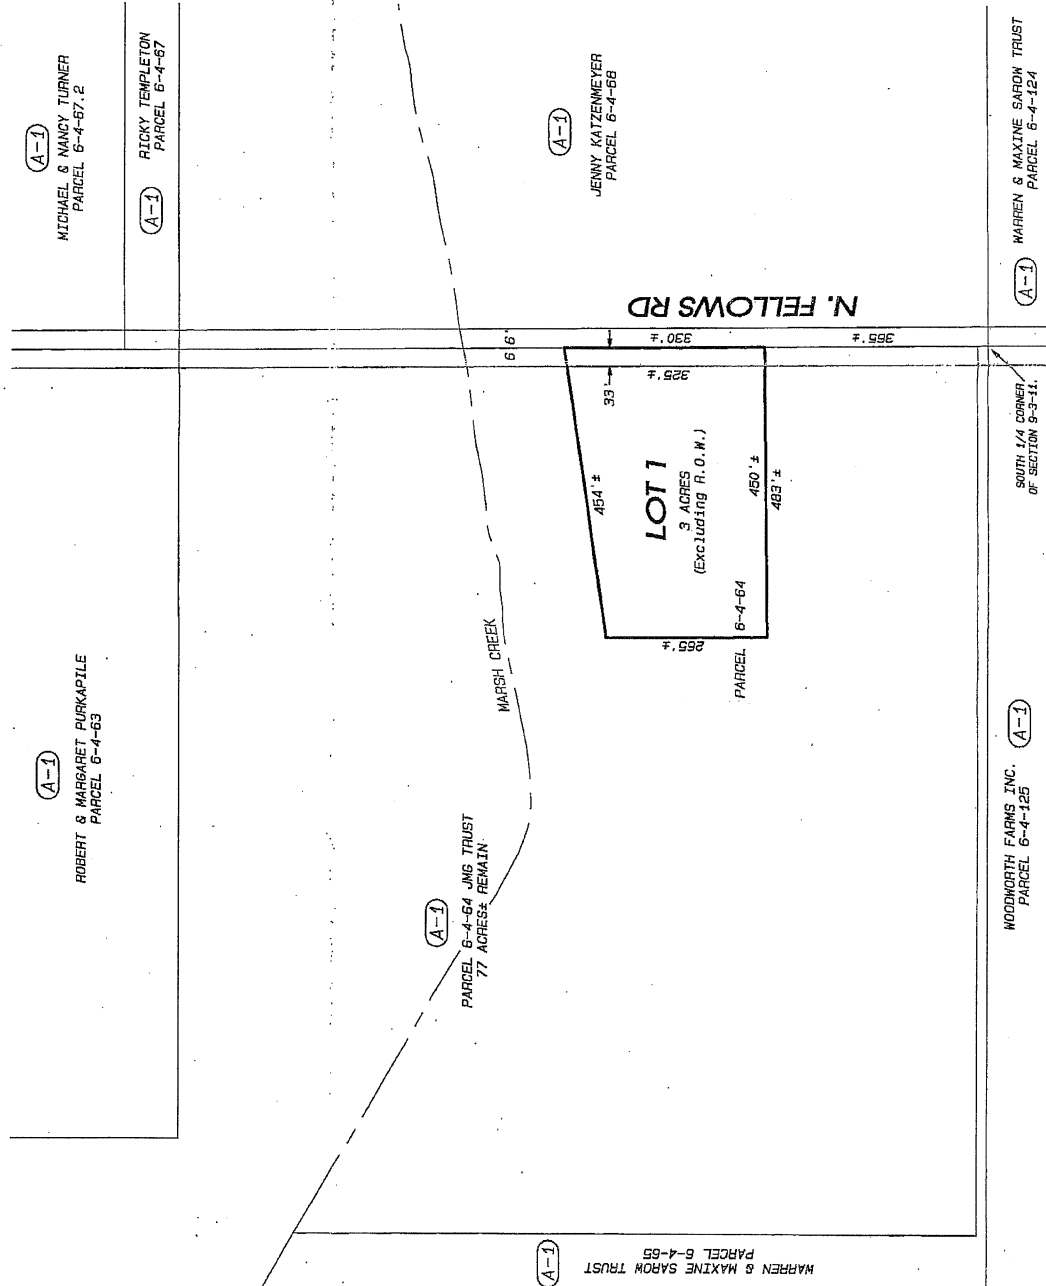 A-1
MICHAEL & NANCY TURNER
PARCEL 6-4-67.2
A-1
RICKY TEMPLETON
PARCEL 6-4-67
A-1
JENNY KATZENMEYER
PARCEL 6-4-68
A-1
WARREN & MAXINE SAROW TRUST
PARCEL 6-4-124
N. FELLOWS RD
66'
33'
330'±
365'±
325'±
454'±
LOT 1
3 ACRES
(Excluding R.O.W.)
450'±
483'±
265'±
PARCEL 6-4-64
SOUTH 1/4 CORNER
OF SECTION 9-3-11.
MARSH CREEK
A-1
ROBERT & MARGARET PURKAPILE
PARCEL 6-4-63
A-1
PARCEL 6-4-64 JMG TRUST
77 ACRES± REMAIN
A-1
WOODWORTH FARMS INC.
PARCEL 6-4-125
A-1
WARREN & MAXINE SAROW TRUST
PARCEL 6-4-65